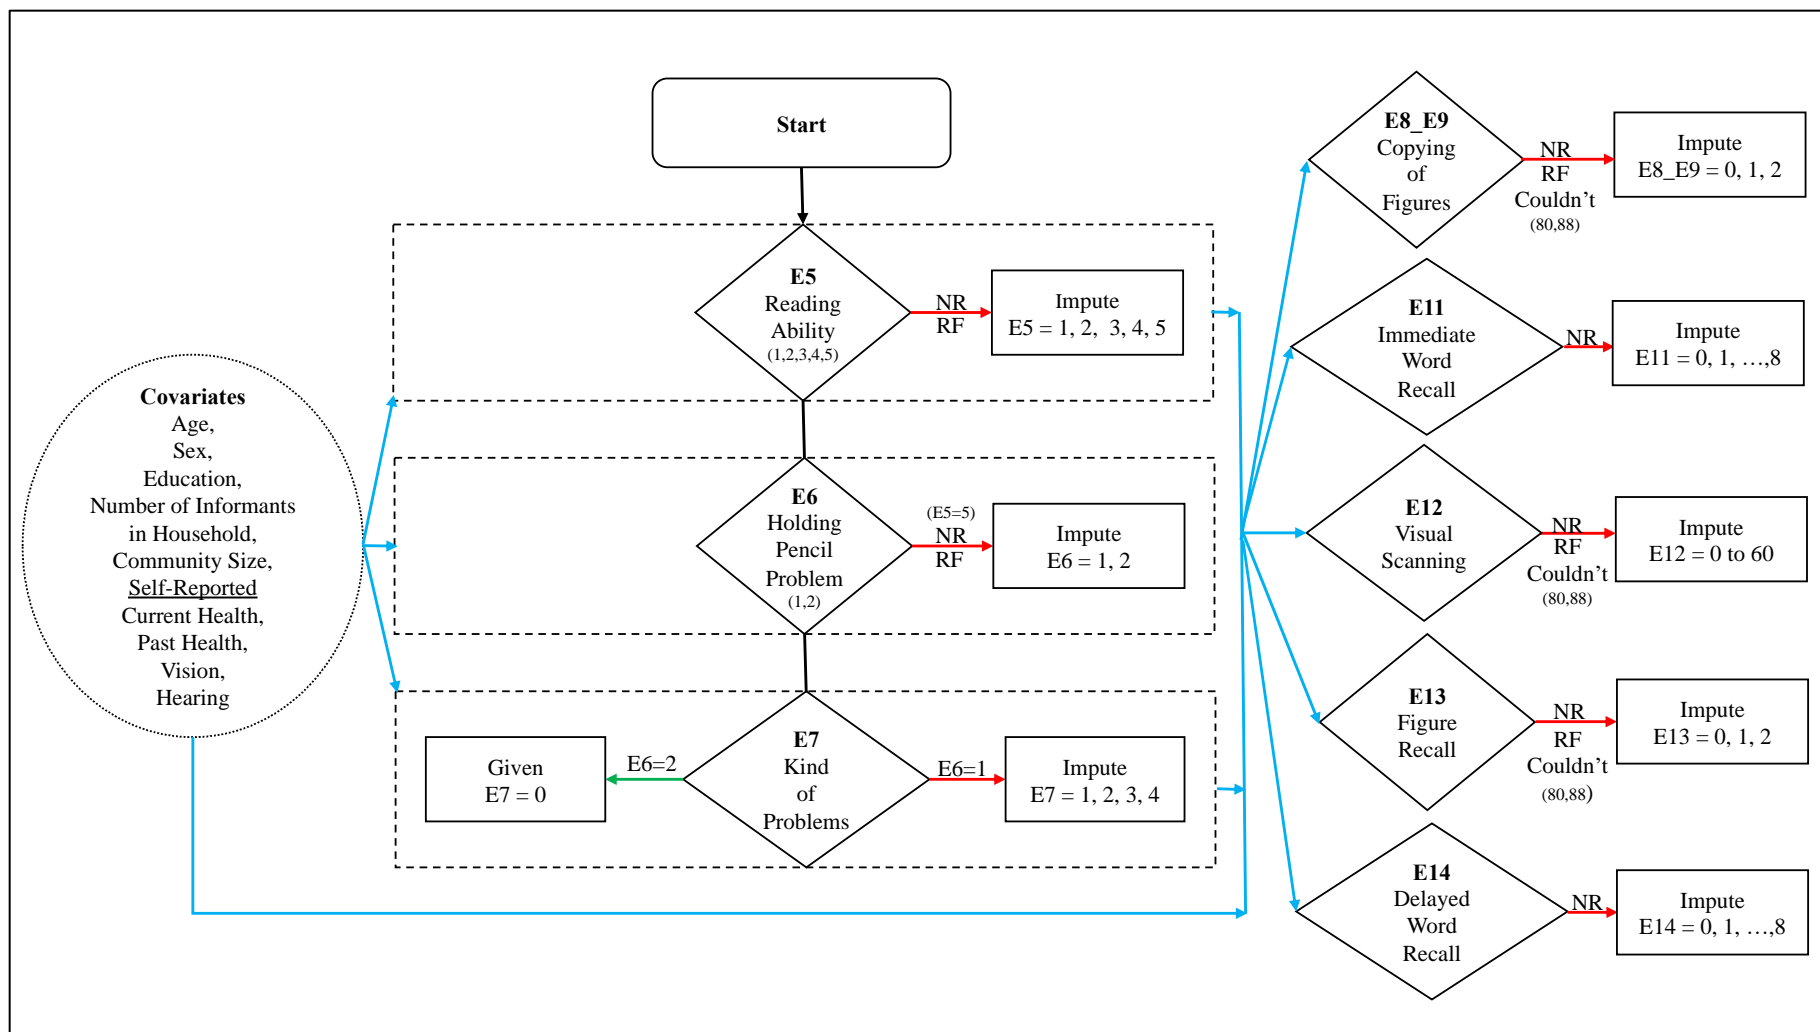 Start
E5
Reading
Ability
(1,2,3,4,5)
NR
RF
Impute
E5 = 1, 2, 3, 4, 5
Covariates
Age,
Sex,
Education,
Number of Informants
in Household,
Community Size,
Self-Reported
Current Health,
Past Health,
Vision,
Hearing
E6
Holding
Pencil
Problem
(1,2)
(E5=5)
NR
RF
Impute
E6 = 1, 2
Given
E7 = 0
E6=2
E7
Kind
of
Problems
E6=1
Impute
E7 = 1, 2, 3, 4
E8_E9
Copying
of
Figures
NR
RF
Couldn't
(80,88)
Impute
E8_E9 = 0, 1, 2
E11
Immediate
Word
Recall
NR
Impute
E11 = 0, 1, …,8
E12
Visual
Scanning
NR
RF
Couldn't
(80,88)
Impute
E12 = 0 to 60
E13
Figure
Recall
NR
RF
Couldn't
(80,88)
Impute
E13 = 0, 1, 2
E14
Delayed
Word
Recall
NR
Impute
E14 = 0, 1, …,8